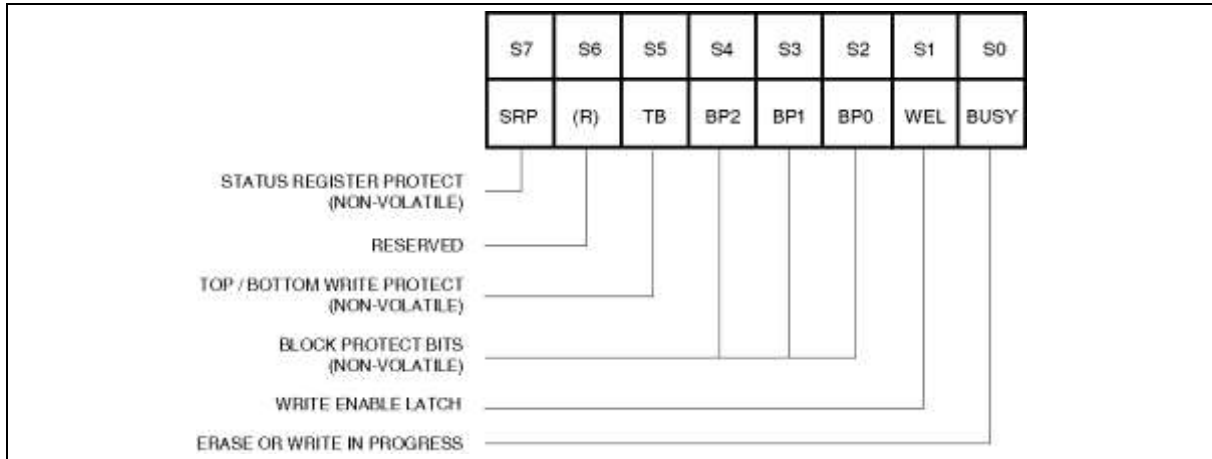 S7 S6 S5 S4 S3 S2 S1 S0
SRP (R) TB BP2 BP1 BP0 WEL BUSY
STATUS REGISTER PROTECT
(NON-VOLATILE)
RESERVED
TOP / BOTTOM WRITE PROTECT
(NON-VOLATILE)
BLOCK PROTECT BITS
(NON-VOLATILE)
WRITE ENABLE LATCH
ERASE OR WRITE IN PROGRESS